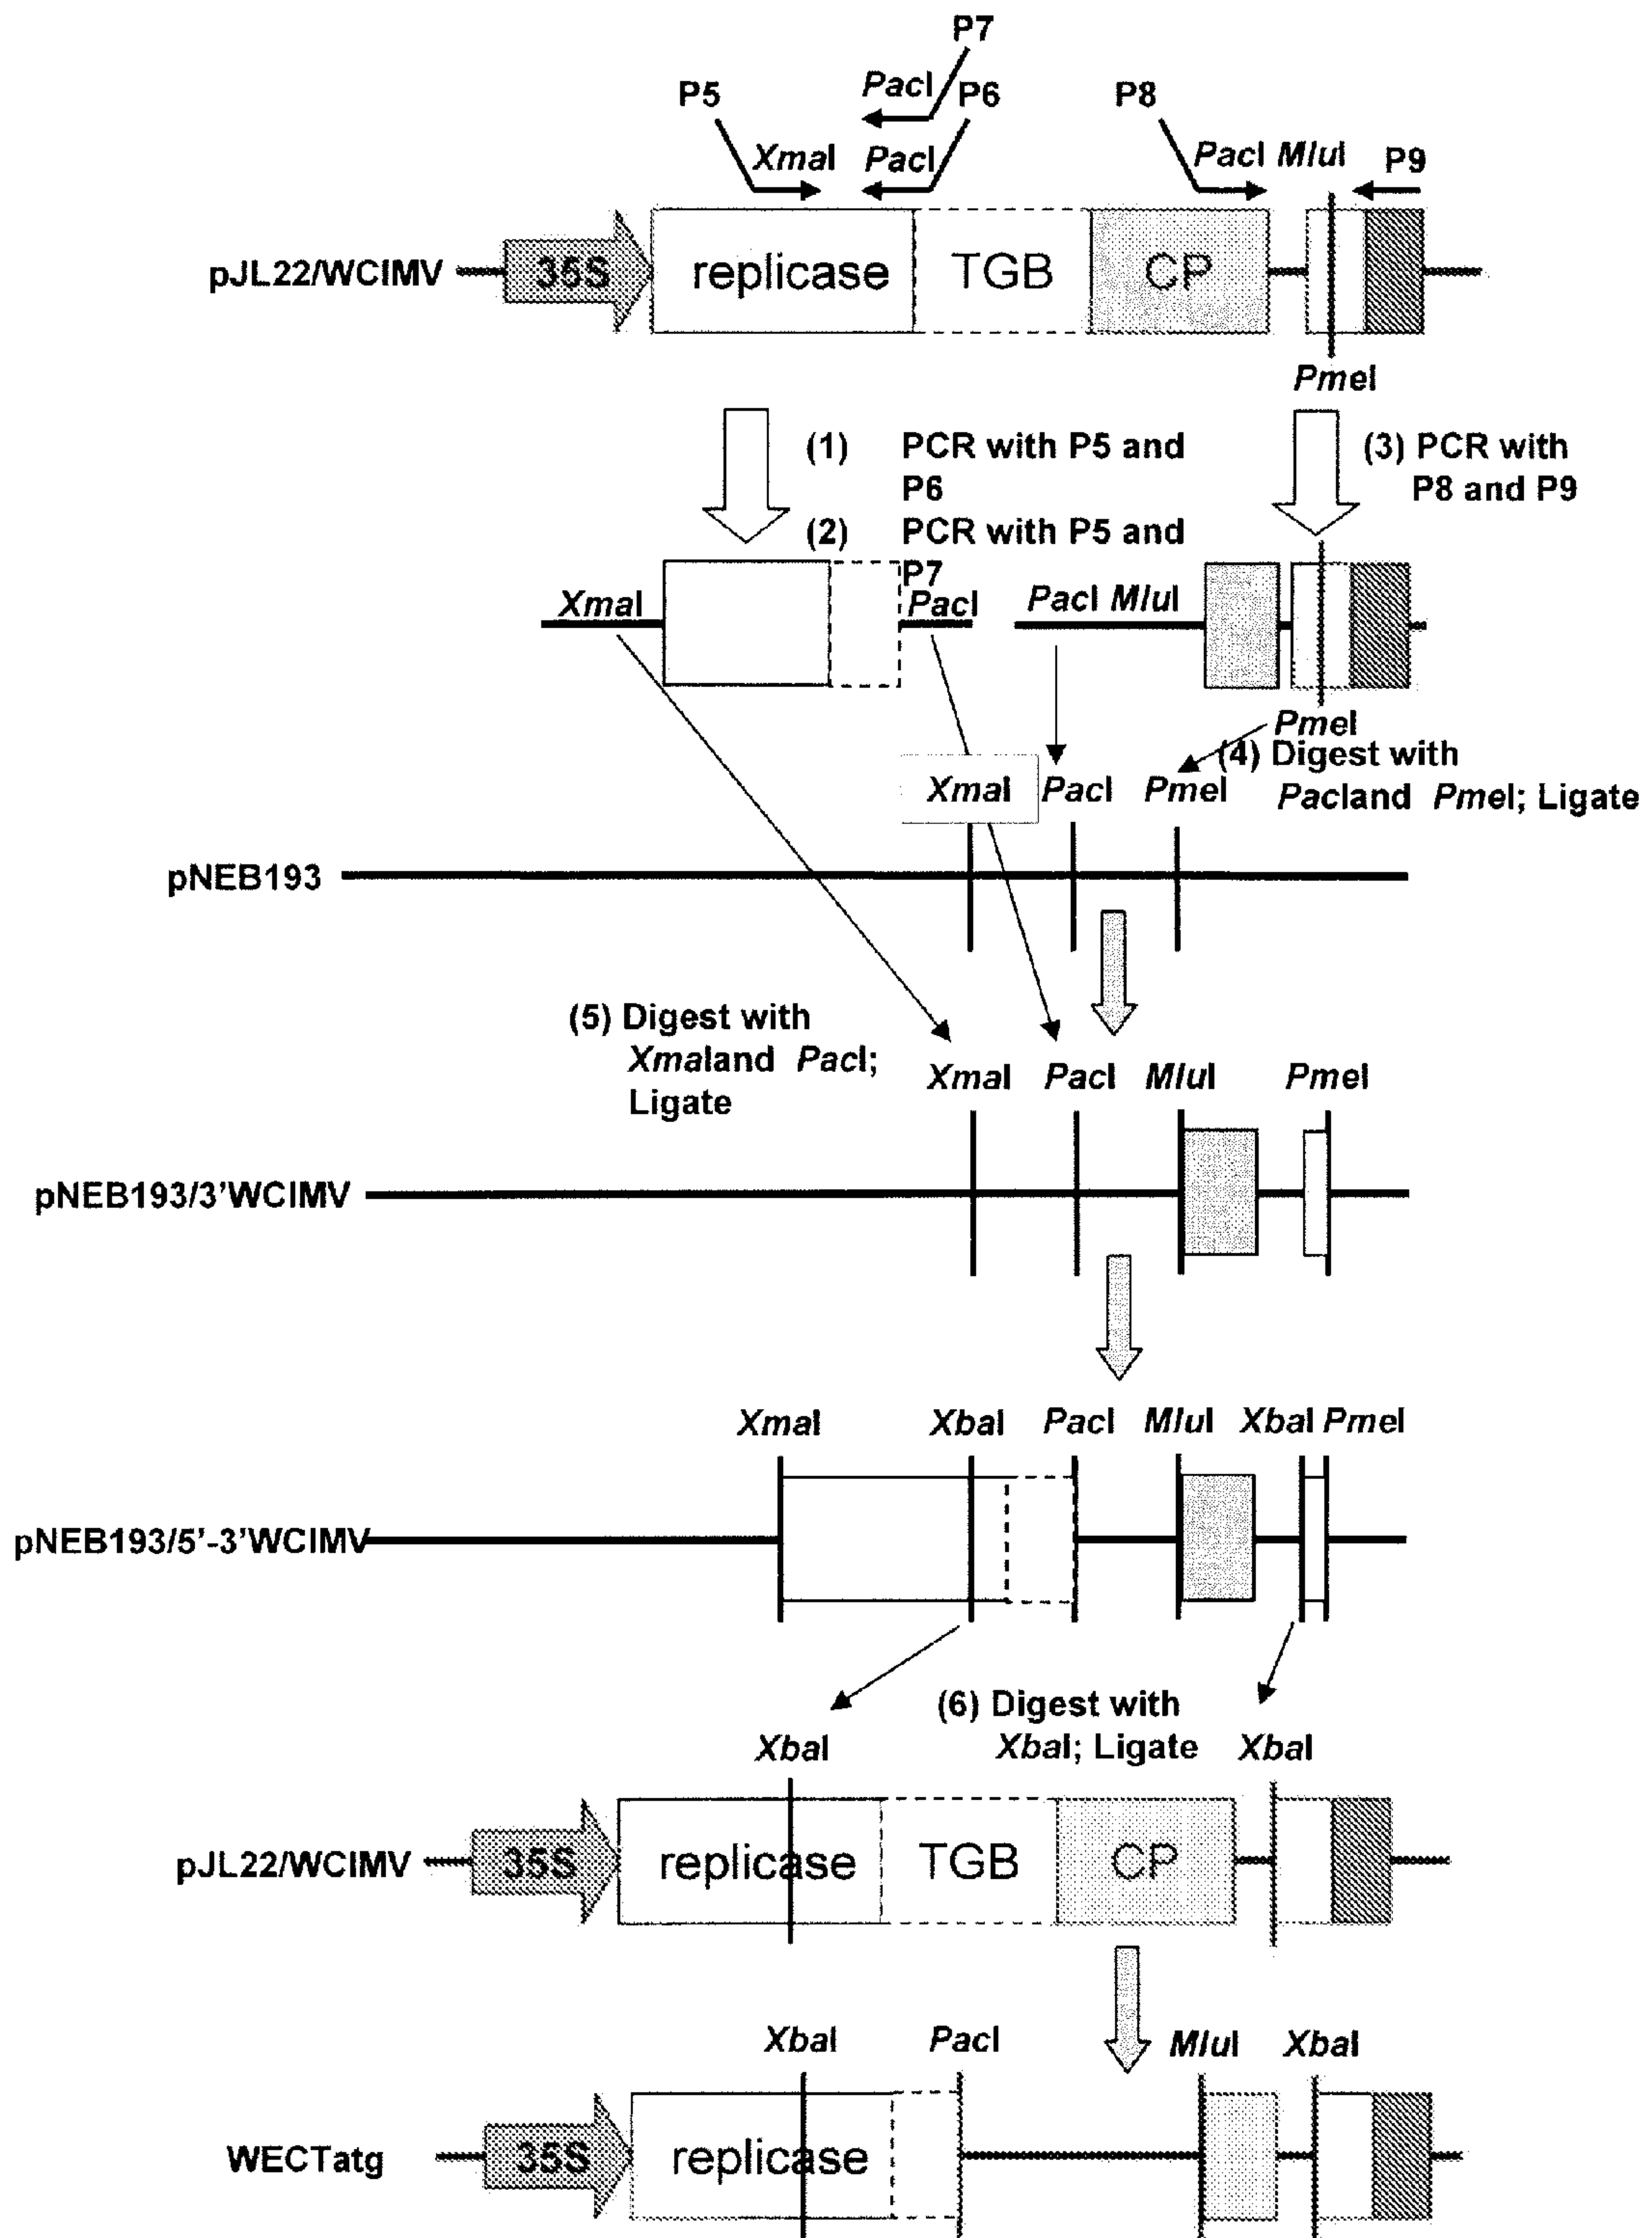 P7
PacI
P5
P6
P8
XmaI
PacI
PacI MluI
P9
pJL22/WClMV
35S
replicase
TGB
CP
PmeI
(1) PCR with P5 and
P6
(2) PCR with P5 and
P7
(3) PCR with
P8 and P9
XmaI
PacI
PacI MluI
PmeI
(4) Digest with
PacIand PmeI; Ligate
XmaI
PacI
PmeI
pNEB193
(5) Digest with
XmaIand PacI;
Ligate
XmaI
PacI
MluI
PmeI
pNEB193/3'WClMV
XmaI
XbaI
PacI
MluI
XbaI
PmeI
pNEB193/5'-3'WClMV
(6) Digest with
XbaI; Ligate
XbaI
XbaI
pJL22/WClMV
35S
replicase
TGB
CP
XbaI
PacI
MluI
XbaI
WECTatg
35S
replicase